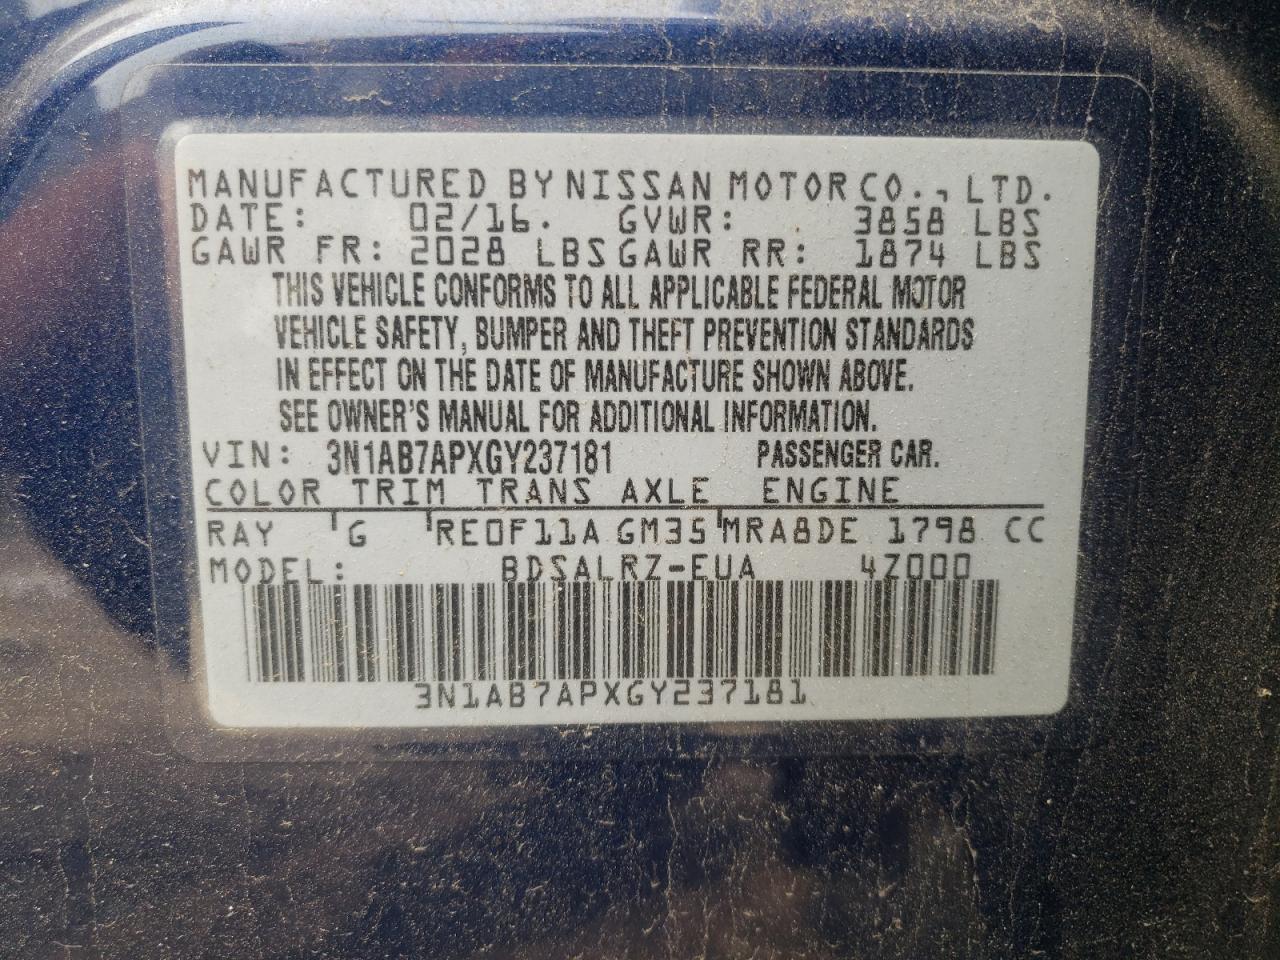 MANUFACTURED BY NISSAN MOTOR CO., LTD.
DATE: 02/16. GVWR: 3858 LBS
GAWR FR: 2028 LBS GAWR RR: 1874 LBS
THIS VEHICLE CONFORMS TO ALL APPLICABLE FEDERAL MOTOR
VEHICLE SAFETY, BUMPER AND THEFT PREVENTION STANDARDS
IN EFFECT ON THE DATE OF MANUFACTURE SHOWN ABOVE.
SEE OWNER'S MANUAL FOR ADDITIONAL INFORMATION.
VIN: 3N1AB7APXGY237181 PASSENGER CAR.
COLOR TRIM TRANS AXLE ENGINE
RAY G RE0F11A GM35 MRA8DE 1798 CC
MODEL: BDSALRZ-EUA 4Z000
3N1AB7APXGY237181